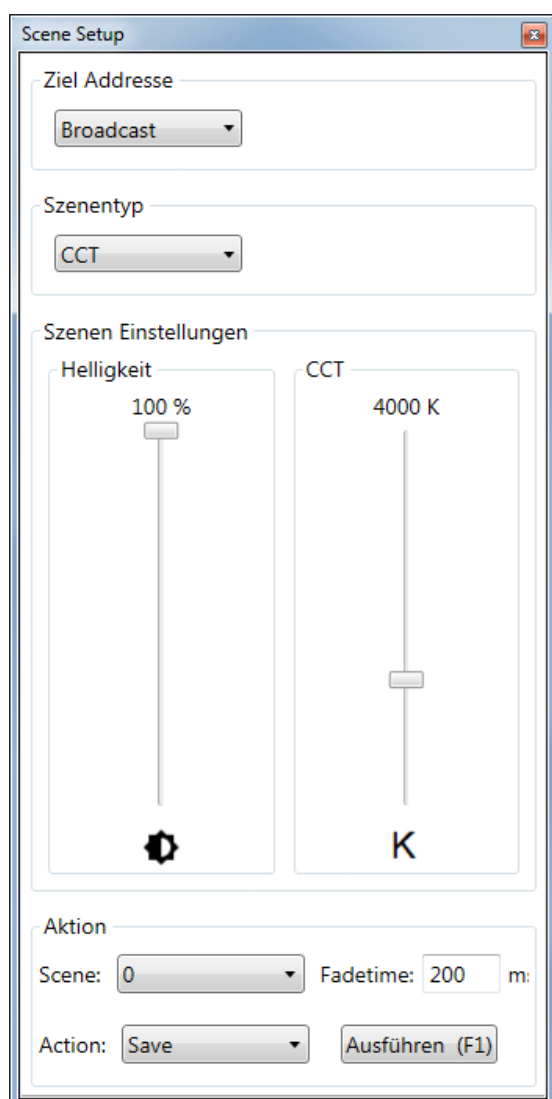 Scene Setup
Ziel Addresse
Broadcast
Szenentyp
CCT
Szenen Einstellungen
Helligkeit CCT
100 % 4000 K
K
Aktion
Scene: 0 Fadetime: 200 m
Action: Save Ausführen (F1)